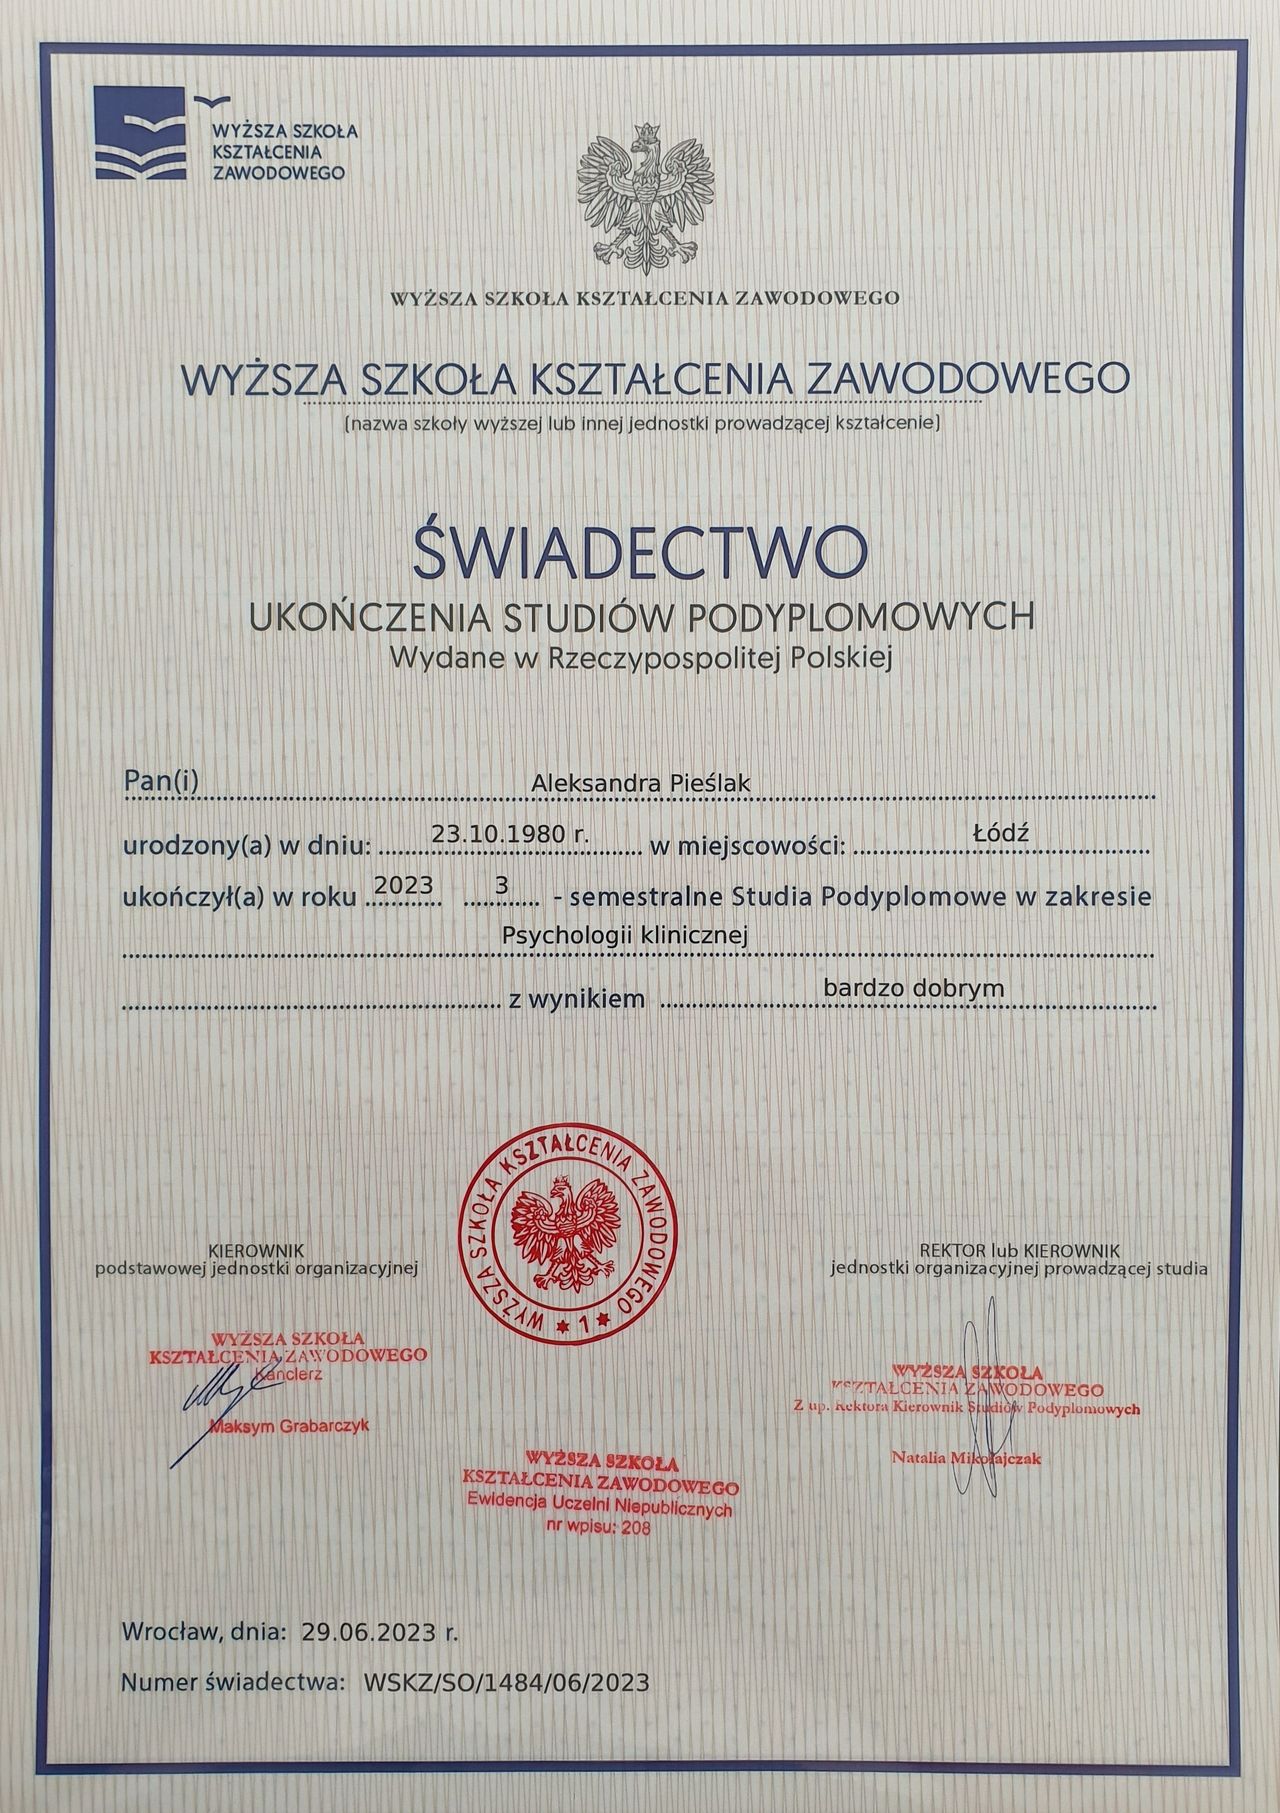 WYŻSZA SZKOŁA
KSZTAŁCENIA
ZAWODOWEGO
WYŻSZA SZKOŁA KSZTAŁCENIA ZAWODOWEGO
WYŻSZA SZKOŁA KSZTAŁCENIA ZAWODOWEGO
(nazwa szkoły wyższej lub innej jednostki prowadzącej kształcenie)
ŚWIADECTWO
UKOŃCZENIA STUDIÓW PODYPLOMOWYCH
Wydane w Rzeczypospolitej Polskiej
Pan(i) Aleksandra Pieślak
urodzony(a) w dniu: 23.10.1980 r. w miejscowości: Łódź
ukończył(a) w roku 2023 3 - semestralne Studia Podyplomowe w zakresie
Psychologii klinicznej
z wynikiem bardzo dobrym
WYŻSZA SZKOŁA KSZTAŁCENIA ZAWODOWEGO
1
KIEROWNIK
podstawowej jednostki organizacyjnej
WYŻSZA SZKOŁA
KSZTAŁCENIA ZAWODOWEGO
Kanclerz
Maksym Grabarczyk
REKTOR lub KIEROWNIK
jednostki organizacyjnej prowadzącej studia
WYŻSZA SZKOŁA
KSZTAŁCENIA ZAWODOWEGO
Z up. Rektora Kierownik Studiów Podyplomowych
Natalia Mikołajczak
WYŻSZA SZKOŁA
KSZTAŁCENIA ZAWODOWEGO
Ewidencja Uczelni Niepublicznych
nr wpisu: 208
Wrocław, dnia: 29.06.2023 r.
Numer świadectwa: WSKZ/SO/1484/06/2023